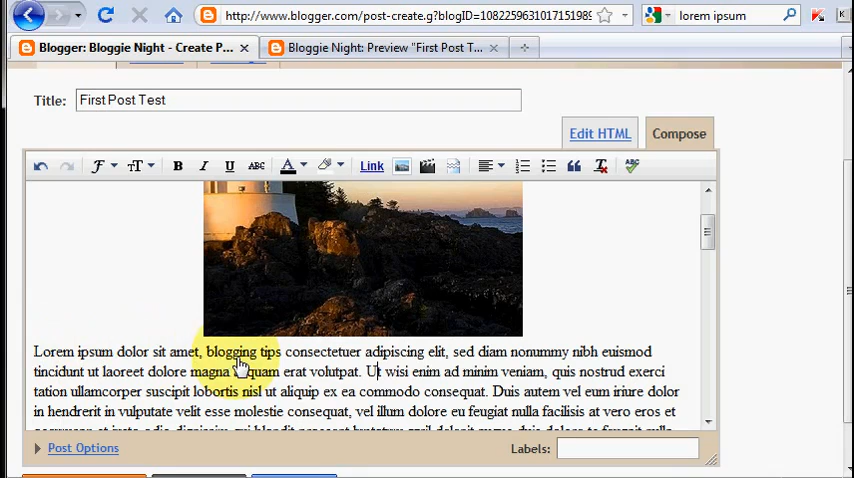 http://www.blogger.com/post-create.g?blogID=10822596310171519
lorem ipsum
Blogger: Bloggie Night - Create P...
Bloggie Night: Preview "First Post T...
Title:
First Post Test
Edit HTML
Compose
Link
ABC
Lorem ipsum dolor sit amet, blogging tips consectetuer adipiscing elit, sed diam nonummy nibh euismod
tincidunt ut laoreet dolore magna aliquam erat volutpat. Ut wisi enim ad minim veniam, quis nostrud exerci
tation ullamcorper suscipit lobortis nisl ut aliquip ex ea commodo consequat. Duis autem vel eum iriure dolor
in hendrerit in vulputate velit esse molestie consequat, vel illum dolore eu feugiat nulla facilisis at vero eros et
Post Options
Labels: